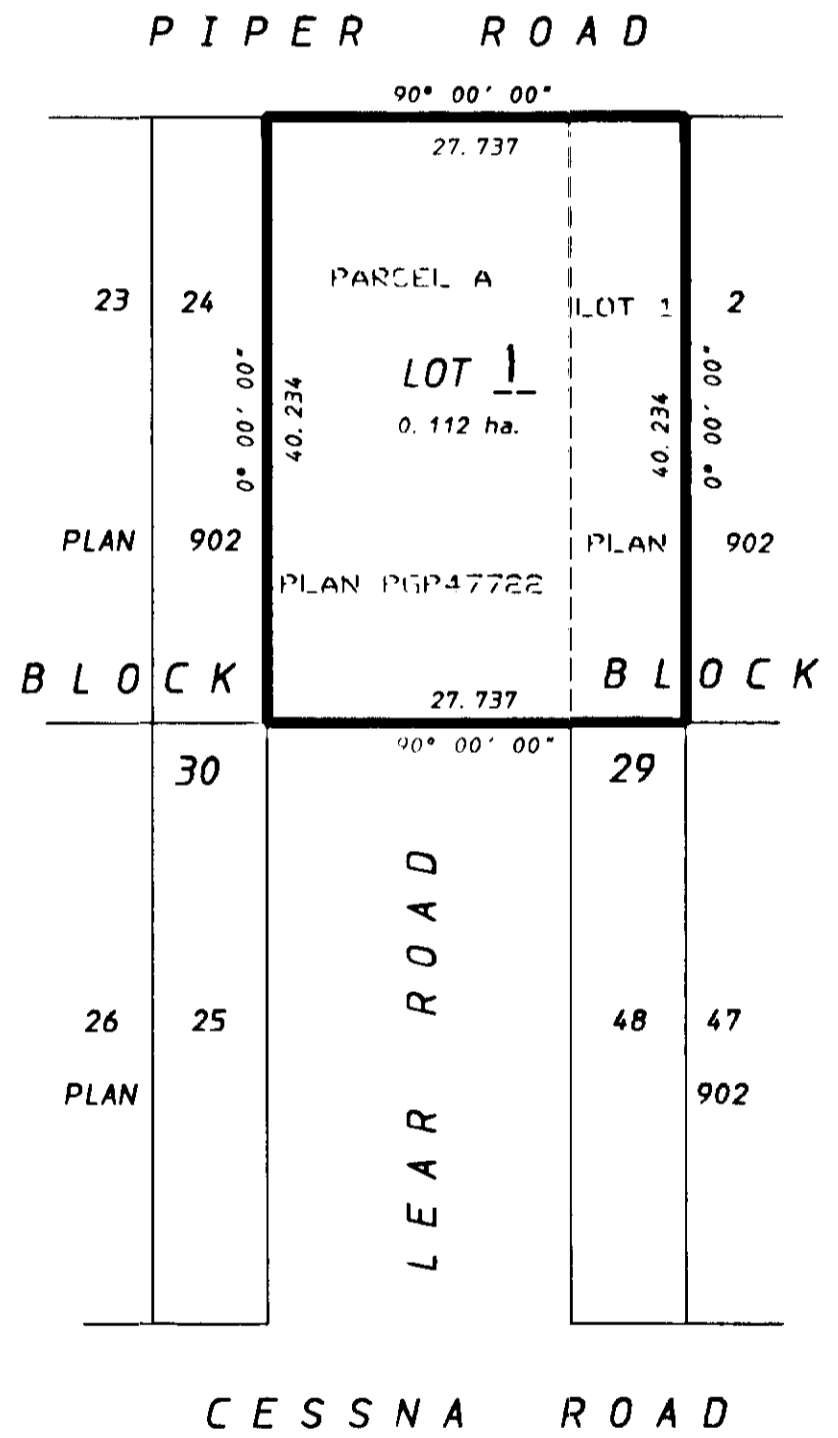 PIPER ROAD
90° 00' 00"
27.737
PARCEL A
23
24
LOT 1
2
0° 00' 00"
40.234
LOT 1
0.112 ha.
40.234
0° 00' 00"
PLAN 902
PLAN 902
PLAN PGP47722
BLOCK
BLOCK
27.737
90° 00' 00"
30
29
LEAR ROAD
26
25
48
47
PLAN
902
CESSNA ROAD